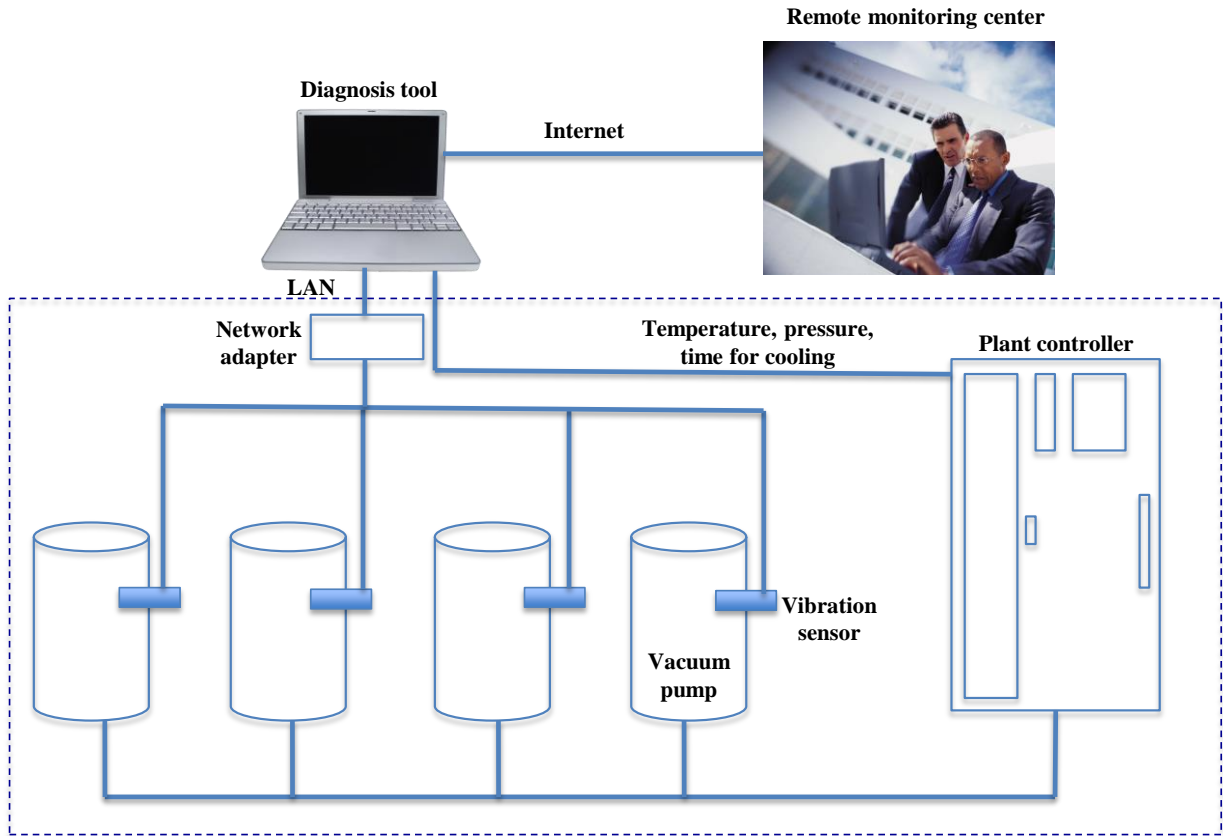 Remote monitoring center
Diagnosis tool
Internet
LAN
Network
adapter
Temperature, pressure,
time for cooling
Plant controller
Vibration
sensor
Vacuum
pump